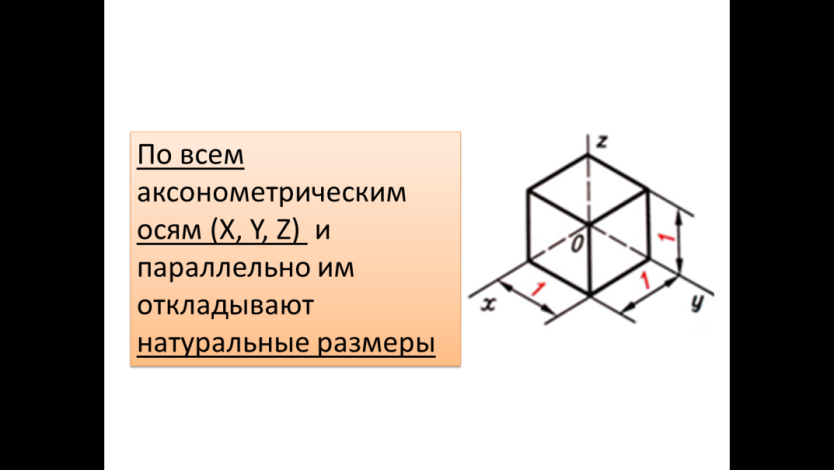 По всем
аксонометрическим
осям (X, Y, Z) и
параллельно им
откладывают
натуральные размеры
z
0
1
1
1
x
y